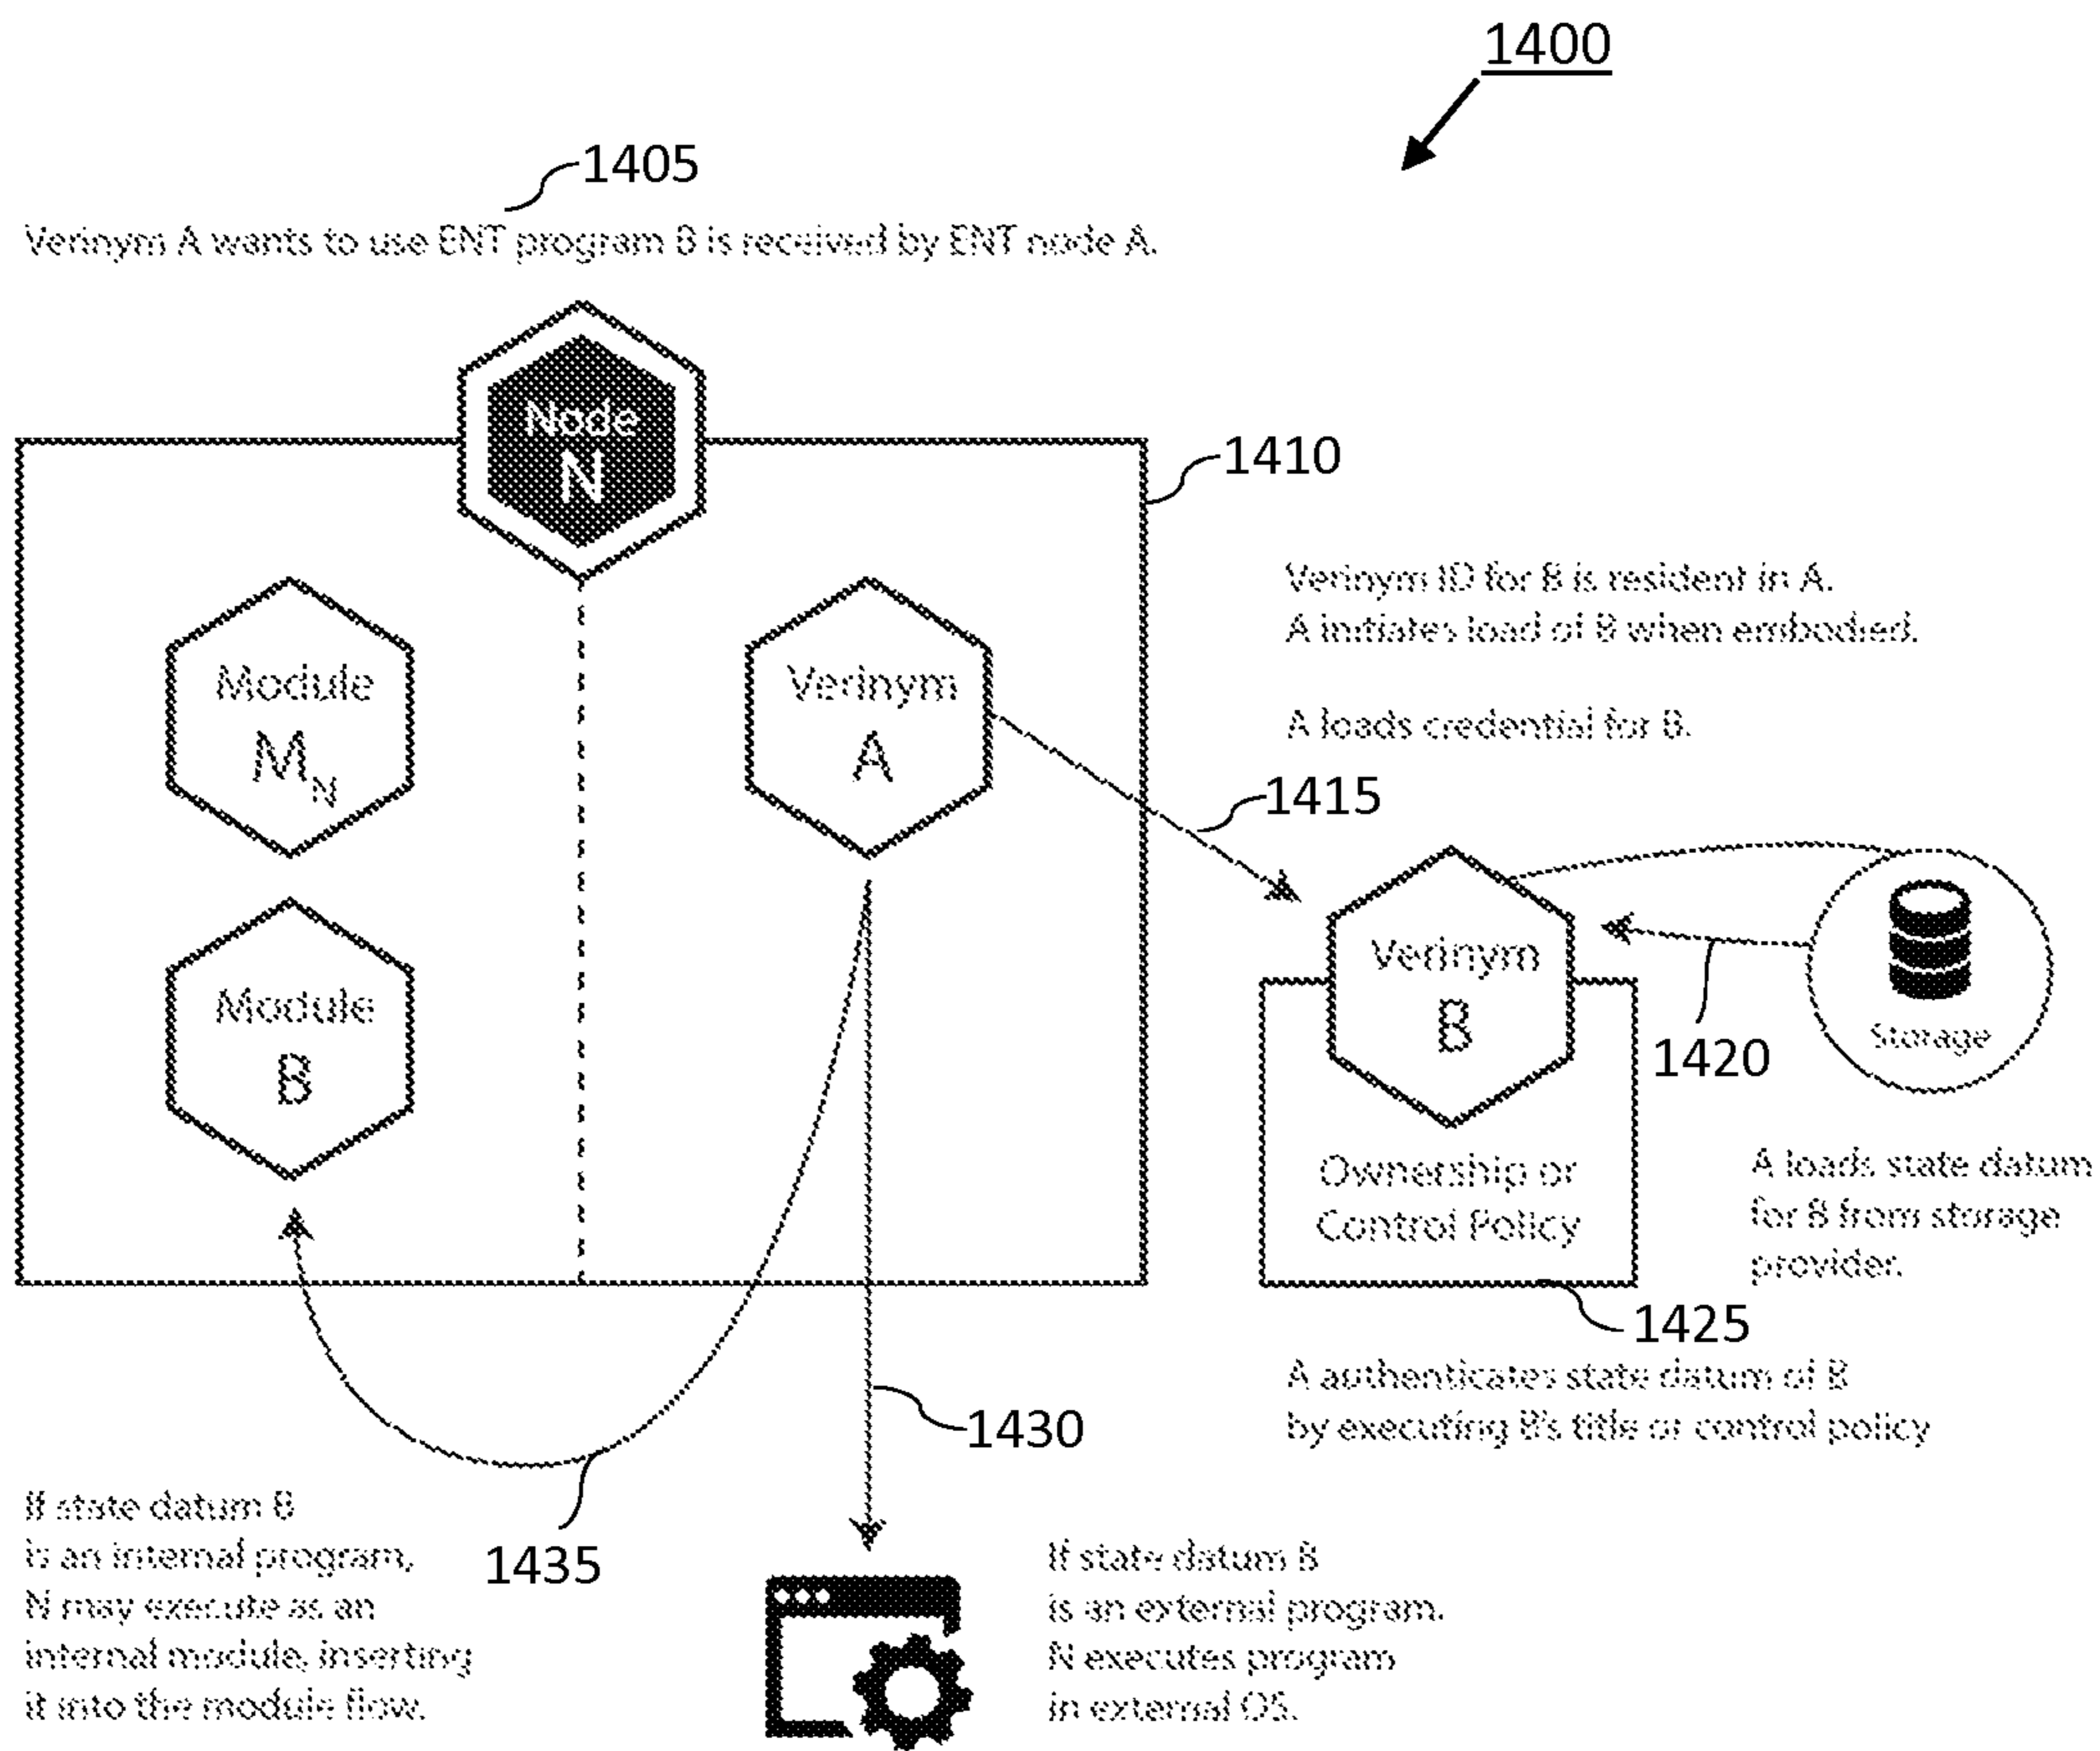 1400
1405
Verinym A wants to use ENT program B is received by ENT node A.
Node
N
1410
Verinym ID for B is resident in A.
A initiates load of B when embodied.
Module
M_N
Verinym
A
A loads credential for B.
1415
Module
B
Verinym
B
1420
Storage
Ownership or
Control Policy
A loads state datum
for B from storage
provider.
1425
A authenticates state datum of B
by executing B's title or control policy
1430
1435
If state datum B
is an internal program,
N may execute as an
internal module, inserting
it into the module flow.
If state datum B
is an external program.
N executes program
in external OS.